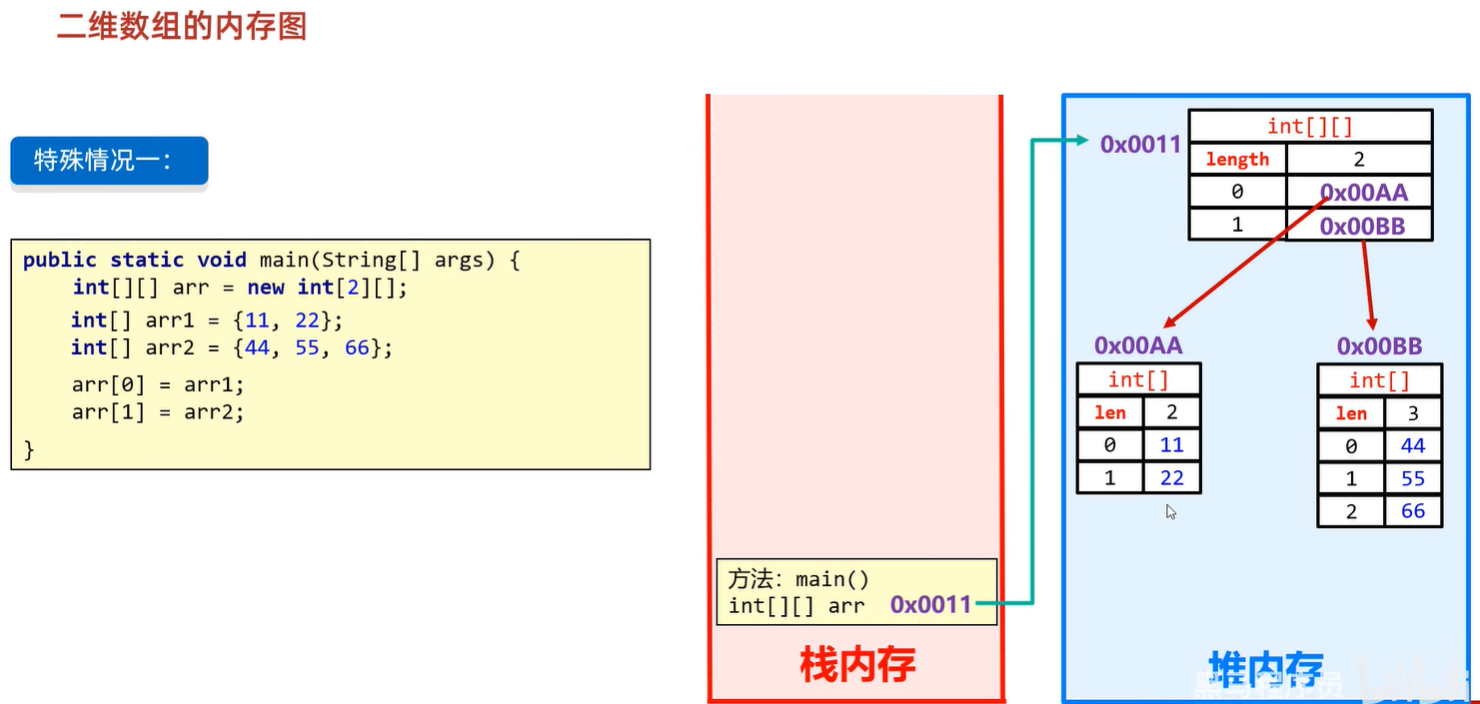 二维数组的内存图
特殊情况一：
public static void main(String[] args) {
int[][] arr = new int[2][];
int[] arr1 = {11, 22};
int[] arr2 = {44, 55, 66};
arr[0] = arr1;
arr[1] = arr2;
}
方法：main()
int[][] arr 0x0011
栈内存
0x0011
int[][]
length 2
0 0x00AA
1 0x00BB
0x00AA
int[]
len 2
0 11
1 22
0x00BB
int[]
len 3
0 44
1 55
2 66
堆内存